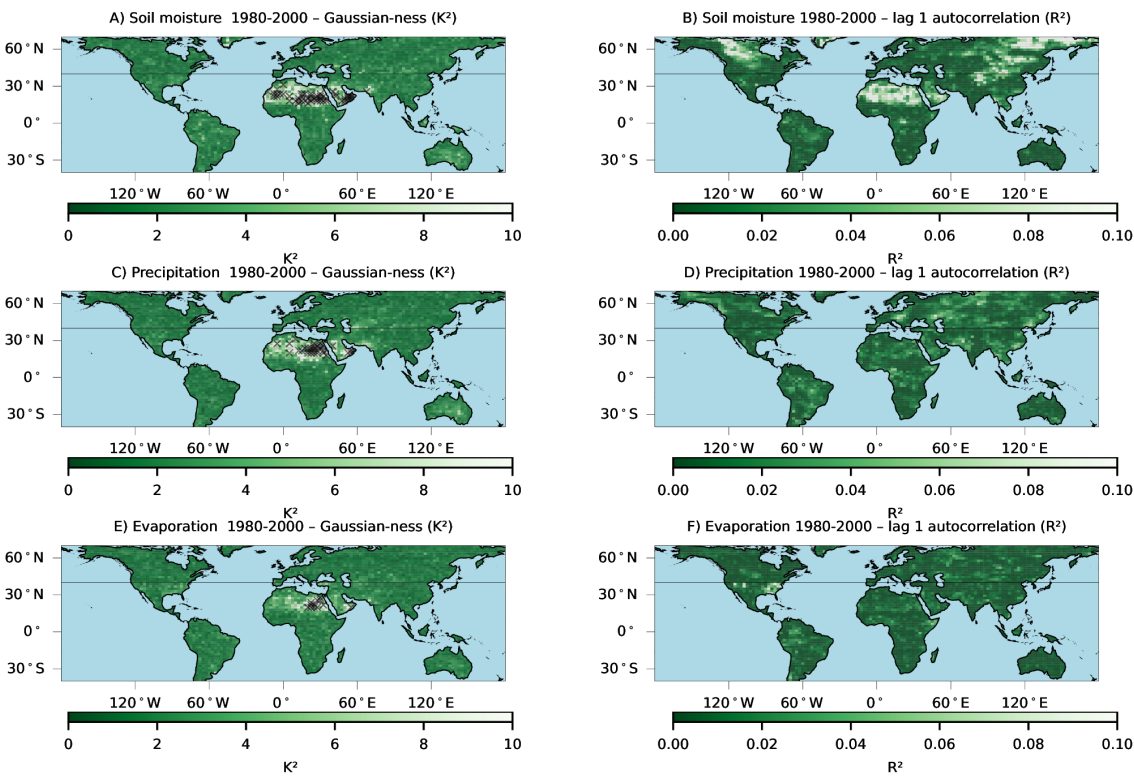 A) Soil moisture  1980-2000 – Gaussian-ness (K²)
60°N
30°N
0°
30°S
120°W 60°W 0° 60°E 120°E
0 2 4 6 8 10
K²
B) Soil moisture 1980-2000 – lag 1 autocorrelation (R²)
60°N
30°N
0°
30°S
120°W 60°W 0° 60°E 120°E
0.00 0.02 0.04 0.06 0.08 0.10
R²
C) Precipitation  1980-2000 – Gaussian-ness (K²)
60°N
30°N
0°
30°S
120°W 60°W 0° 60°E 120°E
0 2 4 6 8 10
K²
D) Precipitation 1980-2000 – lag 1 autocorrelation (R²)
60°N
30°N
0°
30°S
120°W 60°W 0° 60°E 120°E
0.00 0.02 0.04 0.06 0.08 0.10
R²
E) Evaporation  1980-2000 – Gaussian-ness (K²)
60°N
30°N
0°
30°S
120°W 60°W 0° 60°E 120°E
0 2 4 6 8 10
K²
F) Evaporation 1980-2000 – lag 1 autocorrelation (R²)
60°N
30°N
0°
30°S
120°W 60°W 0° 60°E 120°E
0.00 0.02 0.04 0.06 0.08 0.10
R²